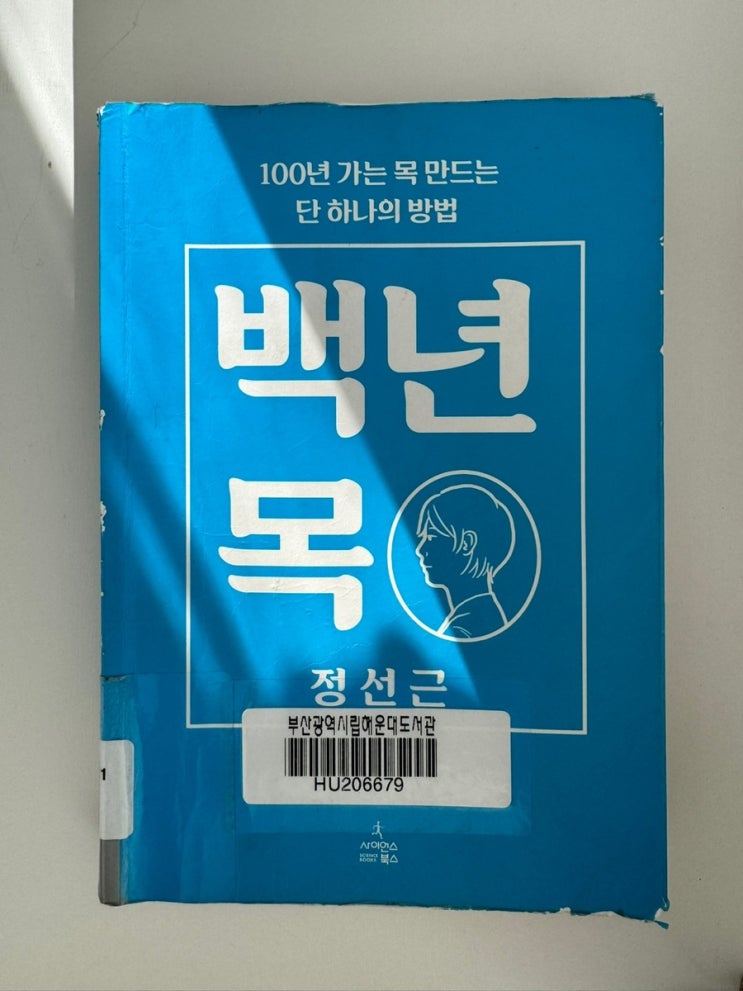 100년 가는 목 만드는
단 하나의 방법
백년
목
정선근
부산광역시립해운대도서관
HU206679
1
사이언스
SCIENCE
BOOKS
북스